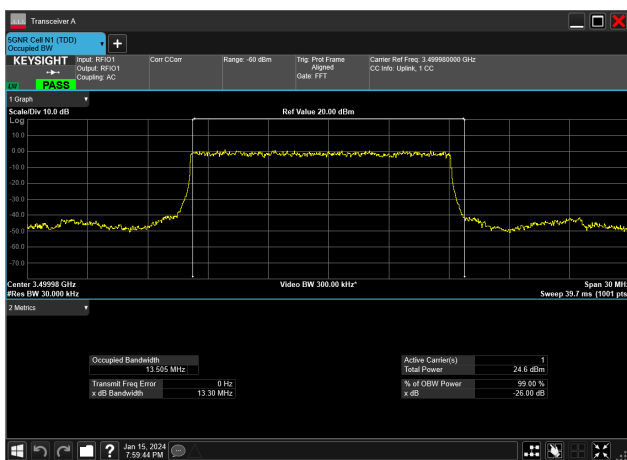 Transceiver A
5GNR Cell N1 (TDD)
Occupied BW
KEYSIGHT
LXI
PASS
Input: RFIO1
Output: RFIO1
Coupling: AC
Corr CCorr
Range: -60 dBm
Trig: Prot Frame
Aligned
Gate: FFT
Carrier Ref Freq: 3.499980000 GHz
CC Info: Uplink, 1 CC
1 Graph
Scale/Div 10.0 dB
Ref Value 20.00 dBm
Log
10.0
0.00
-10.0
-20.0
-30.0
-40.0
-50.0
-60.0
-70.0
Center 3.49998 GHz
Video BW 300.00 kHz*
Span 30 MH
#Res BW 30.000 kHz
Sweep 39.7 ms (1001 pts
2 Metrics
Occupied Bandwidth
13.505 MHz
Transmit Freq Error 0 Hz
x dB Bandwidth 13.30 MHz
Active Carrier(s) 1
Total Power 24.6 dBm
% of OBW Power 99.00 %
x dB -26.00 dB
Jan 15, 2024
7:59:44 PM